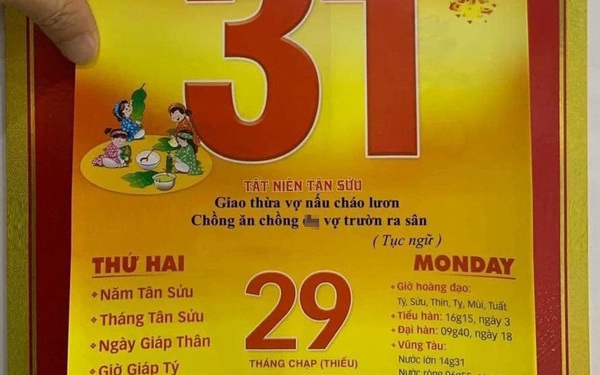 31
TẤT NIÊN TÂN SỬU
Giao thừa vợ nấu cháo lươn
Chồng ăn chồng vợ trườn ra sân
( Tục ngữ )
THỨ HAI
Năm Tân Sửu
Tháng Tân Sửu
Ngày Giáp Thân
Giờ Giáp Tý
29
THÁNG CHẠP (THIẾU)
MONDAY
Giờ hoàng đạo:
Tý, Sửu, Thìn, Tỵ, Mùi, Tuất
Tiểu hàn: 16g15, ngày 3
Đại hàn: 09g40, ngày 18
Vũng Tàu:
Nước lớn 14g31
Nước ròng